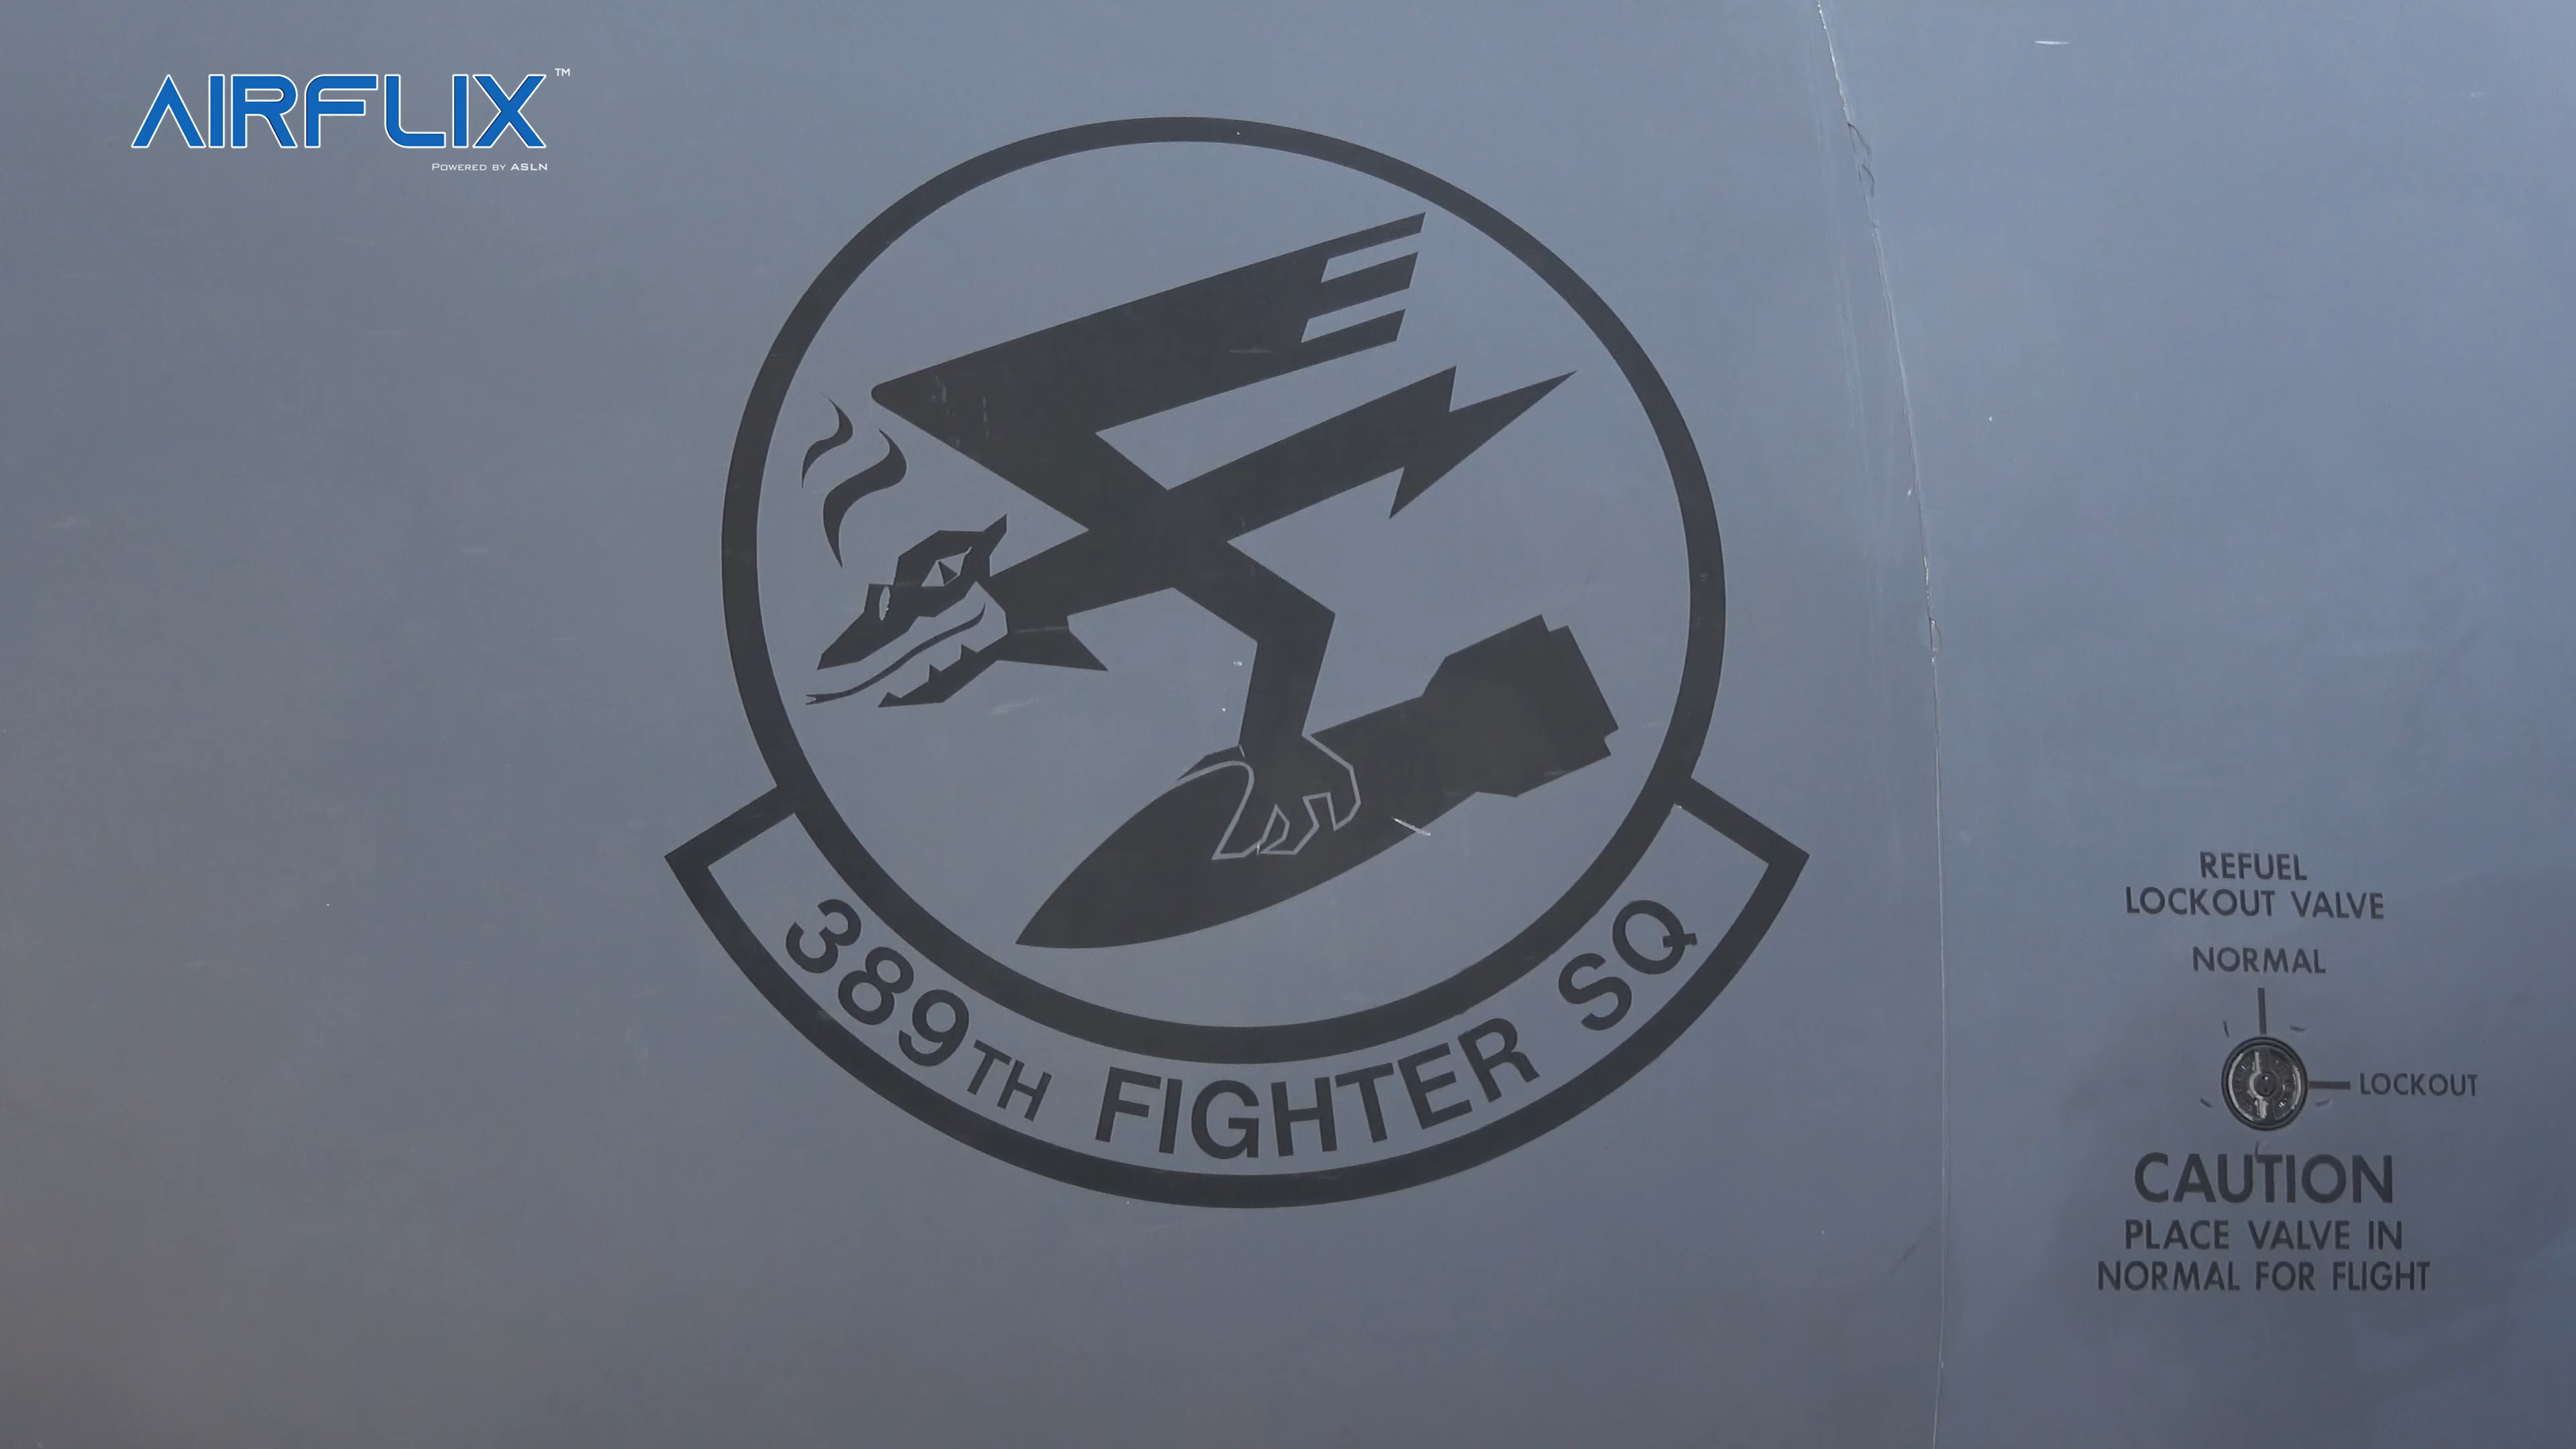 AIRFLIX™
POWERED BY ASLN
389TH FIGHTER SQ
REFUEL
LOCKOUT VALVE
NORMAL
LOCKOUT
CAUTION
PLACE VALVE IN
NORMAL FOR FLIGHT